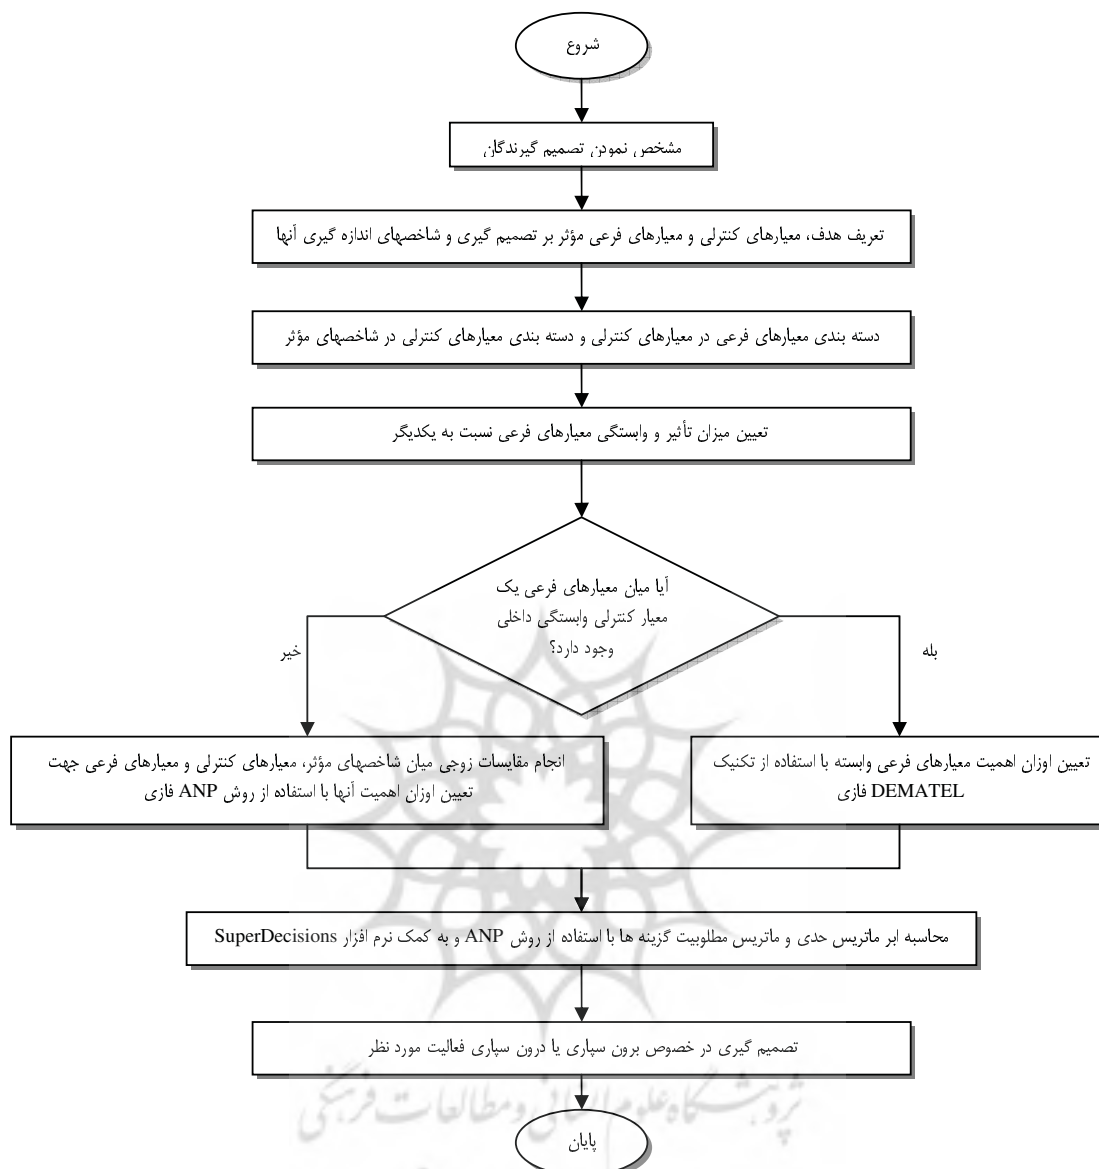 شروع
مشخص نمودن تصمیم گیرندگان
تعریف هدف، معیارهای کنترلی و معیارهای فرعی مؤثر بر تصمیم گیری و شاخصهای اندازه گیری آنها
دسته بندی معیارهای فرعی در معیارهای کنترلی و دسته بندی معیارهای کنترلی در شاخصهای مؤثر
تعیین میزان تأثیر و وابستگی معیارهای فرعی نسبت به یکدیگر
آیا میان معیارهای فرعی یک
معیار کنترلی وابستگی داخلی
وجود دارد؟
بله
خیر
تعیین اوزان اهمیت معیارهای فرعی وابسته با استفاده از تکنیک
DEMATEL فازی
انجام مقایسات زوجی میان شاخصهای مؤثر، معیارهای کنترلی و معیارهای فرعی جهت
تعیین اوزان اهمیت آنها با استفاده از روش ANP فازی
محاسبه ابر ماتریس حدی و ماتریس مطلوبیت گزینه ها با استفاده از روش ANP و به کمک نرم افزار SuperDecisions
تصمیم گیری در خصوص برون سپاری یا درون سپاری فعالیت مورد نظر
پژوهشگاه علوم انسانی و مطالعات فرهنگی
پایان